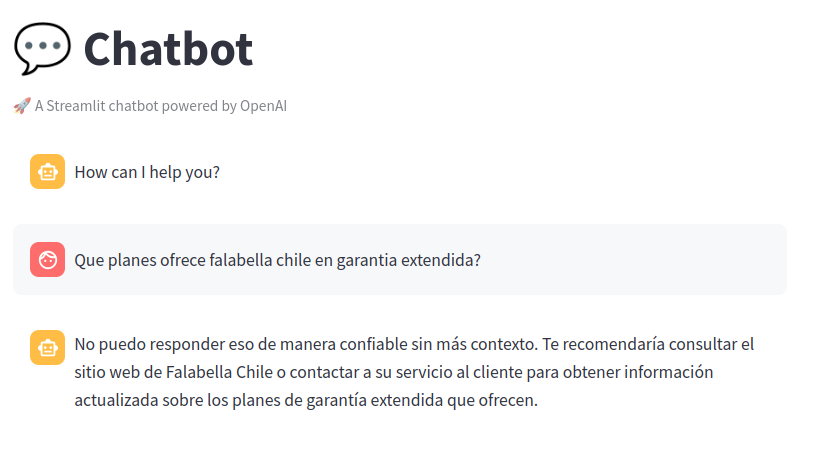 💬 Chatbot
🚀 A Streamlit chatbot powered by OpenAI
How can I help you?
Que planes ofrece falabella chile en garantia extendida?
No puedo responder eso de manera confiable sin más contexto. Te recomendaría consultar el
sitio web de Falabella Chile o contactar a su servicio al cliente para obtener información
actualizada sobre los planes de garantía extendida que ofrecen.